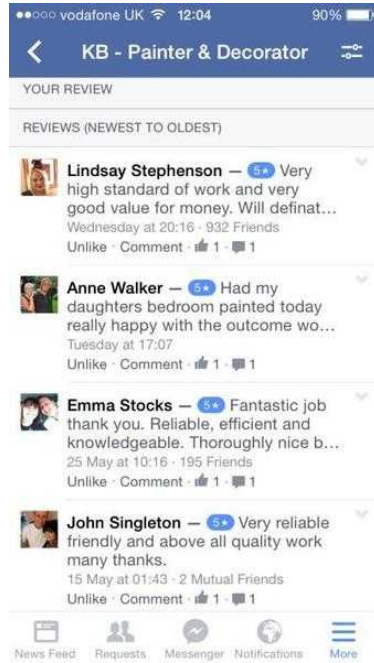 vodafone UK 12:04 90%
KB - Painter & Decorator
YOUR REVIEW
REVIEWS (NEWEST TO OLDEST)
Lindsay Stephenson — 5★ Very
high standard of work and very
good value for money. Will definat...
Wednesday at 20:16 · 932 Friends
Unlike · Comment · 1 · 1
Anne Walker — 5★ Had my
daughters bedroom painted today
really happy with the outcome wo...
Tuesday at 17:07
Unlike · Comment · 1 · 1
Emma Stocks — 5★ Fantastic job
thank you. Reliable, efficient and
knowledgeable. Thoroughly nice b...
25 May at 10:16 · 195 Friends
Unlike · Comment · 1 · 1
John Singleton — 5★ Very reliable
friendly and above all quality work
many thanks.
15 May at 01:43 · 2 Mutual Friends
Unlike · Comment · 1 · 1
News Feed Requests Messenger Notifications More